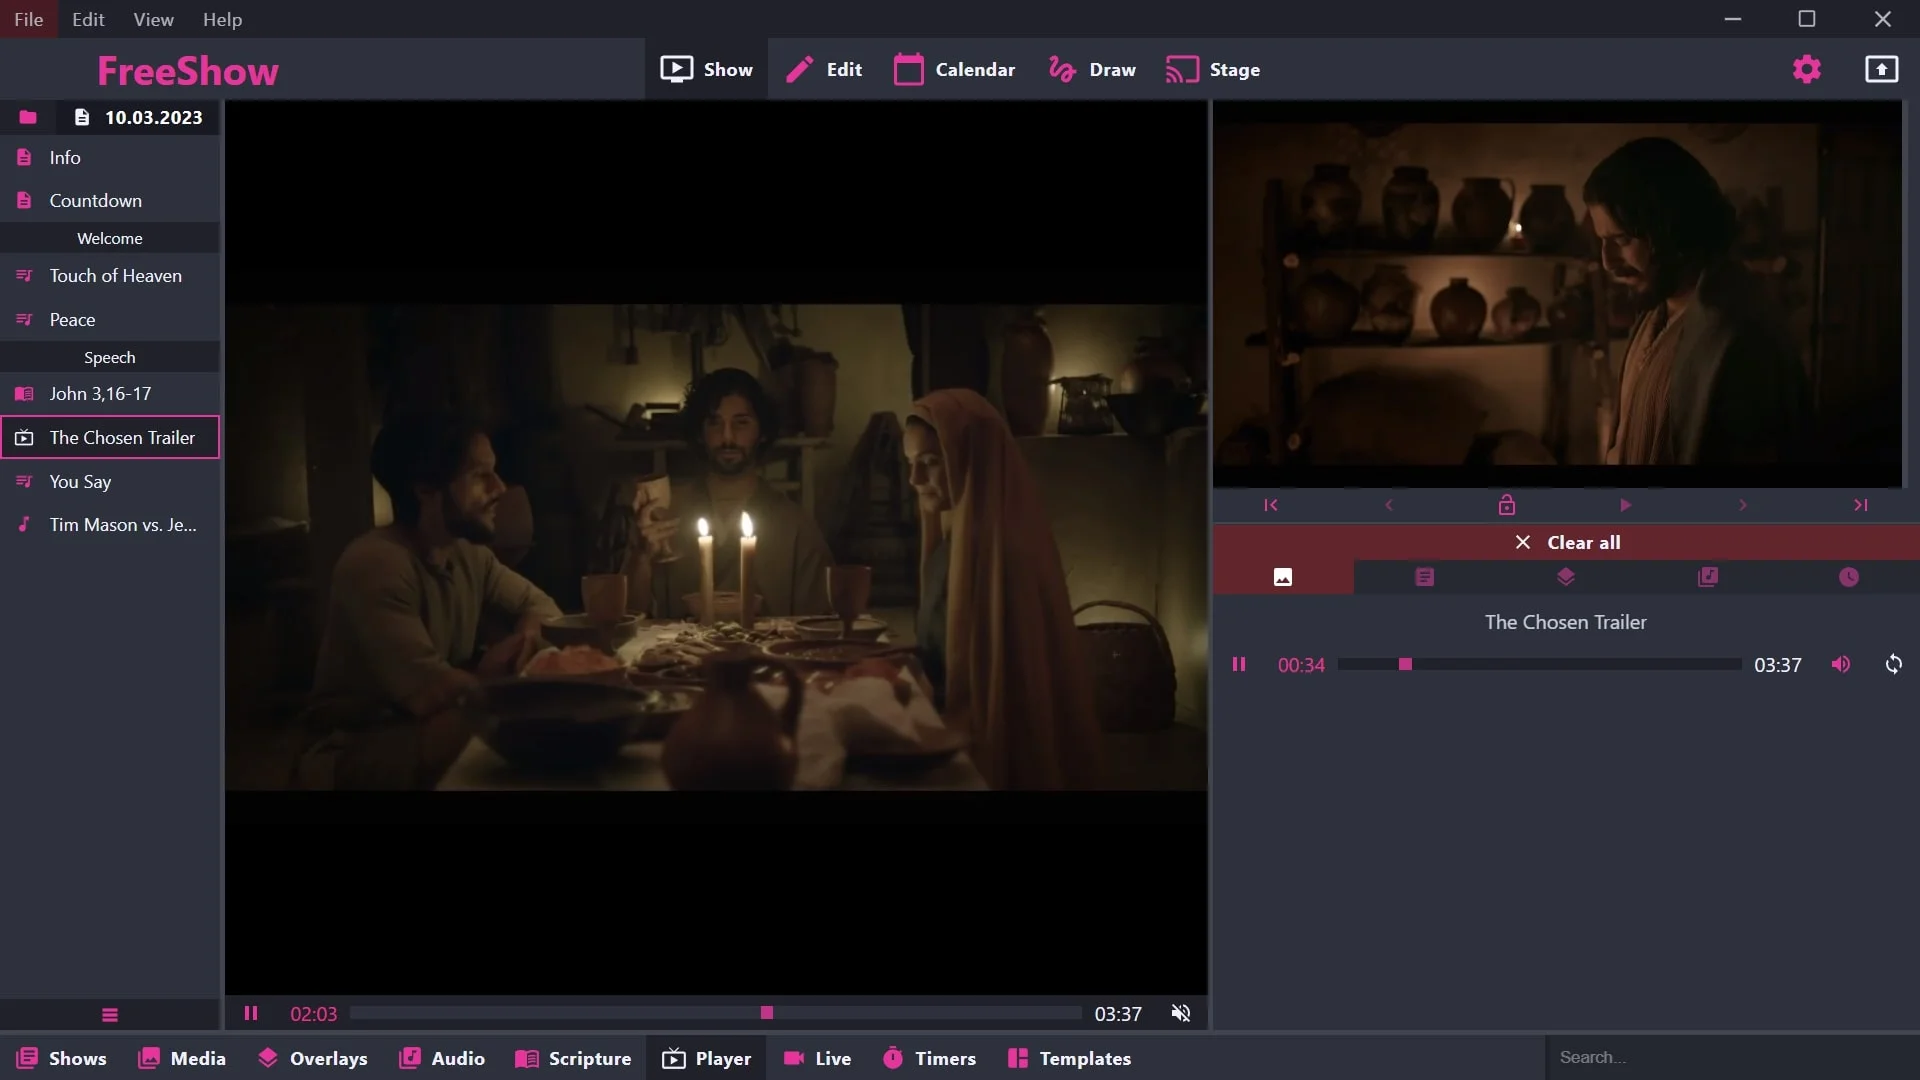 File Edit View Help
FreeShow Show Edit Calendar Draw Stage
10.03.2023
Info
Countdown
Welcome
Touch of Heaven
Peace
Speech
John 3,16-17
The Chosen Trailer
You Say
Tim Mason vs. Je...
Clear all
The Chosen Trailer
00:34 03:37
02:03 03:37
Shows Media Overlays Audio Scripture Player Live Timers Templates Search...